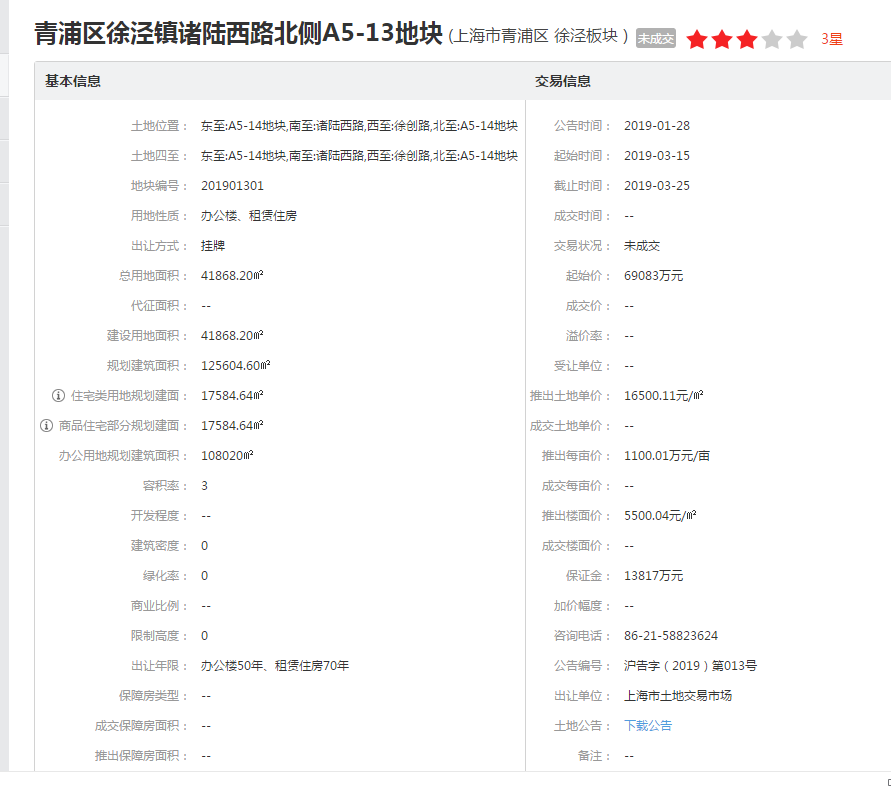 青浦区徐泾镇诸陆西路北侧A5-13地块 (上海市青浦区 徐泾板块 ) 未成交 3星
基本信息
土地位置： 东至:A5-14地块,南至:诸陆西路,西至:徐创路,北至:A5-14地块
土地四至： 东至:A5-14地块,南至:诸陆西路,西至:徐创路,北至:A5-14地块
地块编号： 201901301
用地性质： 办公楼、租赁住房
出让方式： 挂牌
总用地面积： 41868.20㎡
代征面积： --
建设用地面积： 41868.20㎡
规划建筑面积： 125604.60㎡
住宅类用地规划建面： 17584.64㎡
商品住宅部分规划建面： 17584.64㎡
办公用地规划建筑面积： 108020㎡
容积率： 3
开发程度： --
建筑密度： 0
绿化率： 0
商业比例： --
限制高度： 0
出让年限： 办公楼50年、租赁住房70年
保障房类型： --
成交保障房面积： --
推出保障房面积： --
交易信息
公告时间： 2019-01-28
起始时间： 2019-03-15
截止时间： 2019-03-25
成交时间： --
交易状况： 未成交
起始价： 69083万元
成交价： --
溢价率： --
受让单位： --
推出土地单价： 16500.11元/㎡
成交土地单价： --
推出每亩价： 1100.01万元/亩
成交每亩价： --
推出楼面价： 5500.04元/㎡
成交楼面价： --
保证金： 13817万元
加价幅度： --
咨询电话： 86-21-58823624
公告编号： 沪告字（2019）第013号
出让单位： 上海市土地交易市场
土地公告： 下载公告
备注： --